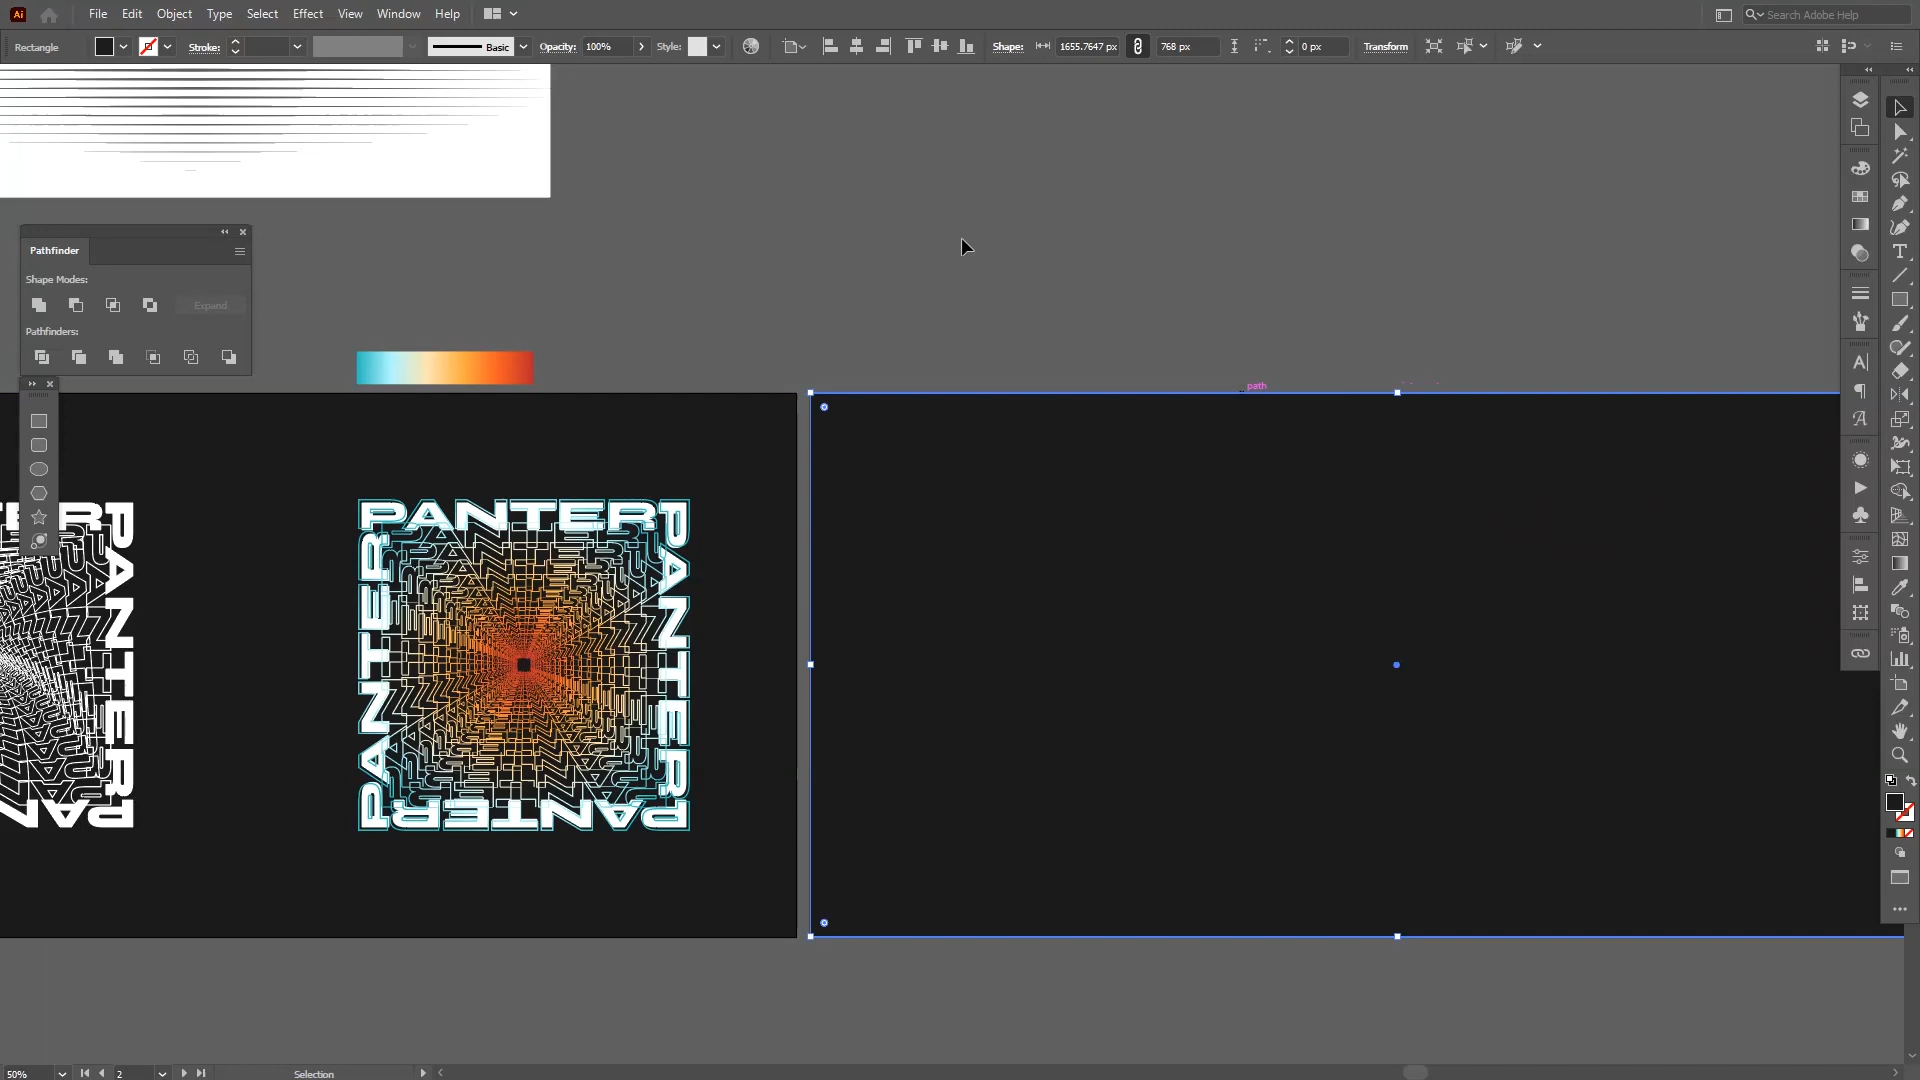 Ai File Edit Object Type Select Effect View Window Help Search Adobe Help
Rectangle Stroke: Basic Opacity: 100% Style: Shape: 1655.7647 px 768 px 0 px Transform
Pathfinder
Shape Modes:
Expand
Pathfinders:
path
PANTER
PANTER
PANTER
PANTER
PANTER
PANTER
50% 2 Selection